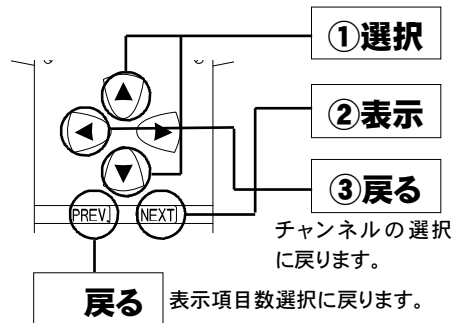 ①選択
②表示
③戻る
チャンネルの選択
に戻ります。
PREV.
NEXT
戻る
表示項目数選択に戻ります。